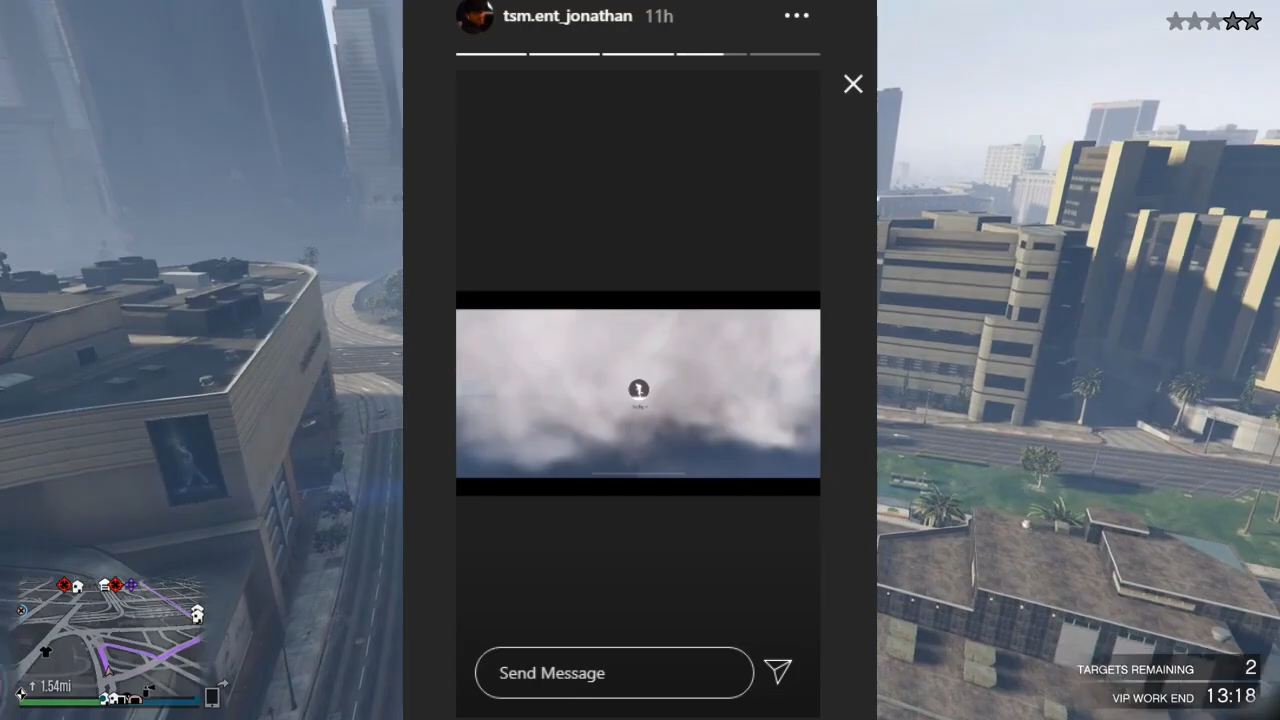 tsm.ent_jonathan 11h
Send Message
1.54mi
TARGETS REMAINING 2
VIP WORK END 13:18